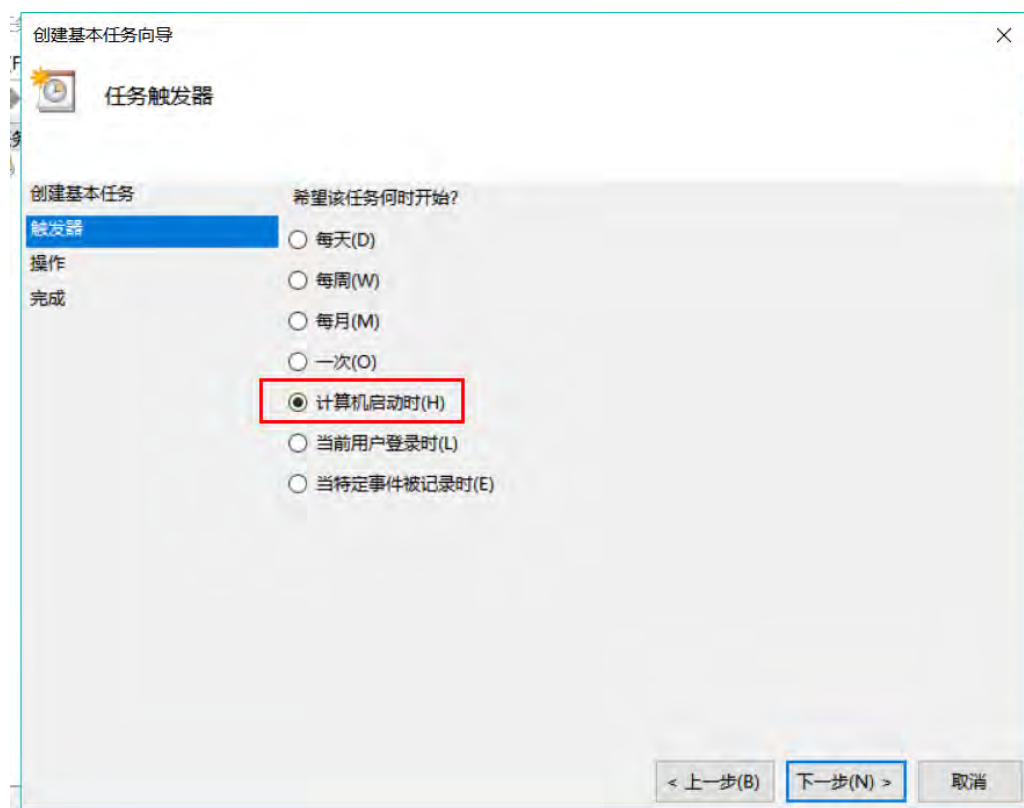 创建基本任务向导
任务触发器
创建基本任务
触发器
操作
完成
希望该任务何时开始?
每天(D)
每周(W)
每月(M)
一次(O)
计算机启动时(H)
当前用户登录时(L)
当特定事件被记录时(E)
< 上一步(B)
下一步(N) >
取消